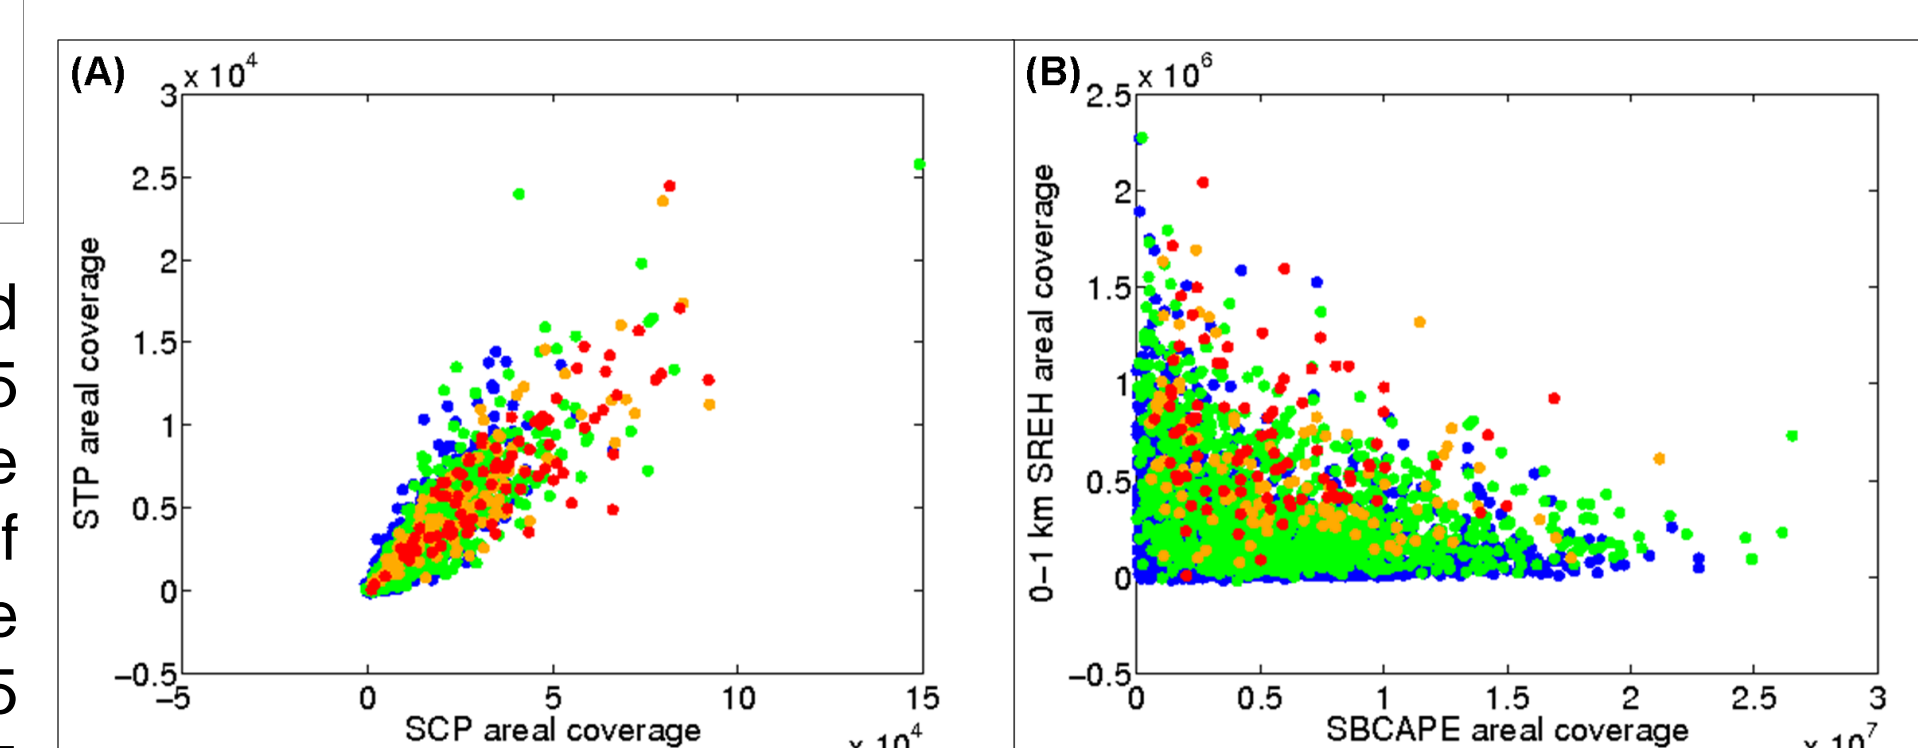 d
e
f
e
(A)
x 10^4
3
2.5
2
1.5
1
0.5
0
−0.5
−5
0
5
10
15
STP areal coverage
SCP areal coverage
x 10^4
(B)
x 10^6
2.5
2
1.5
1
0.5
0
−0.5
0
0.5
1
1.5
2
2.5
3
0−1 km SREH areal coverage
SBCAPE areal coverage
x 10^7